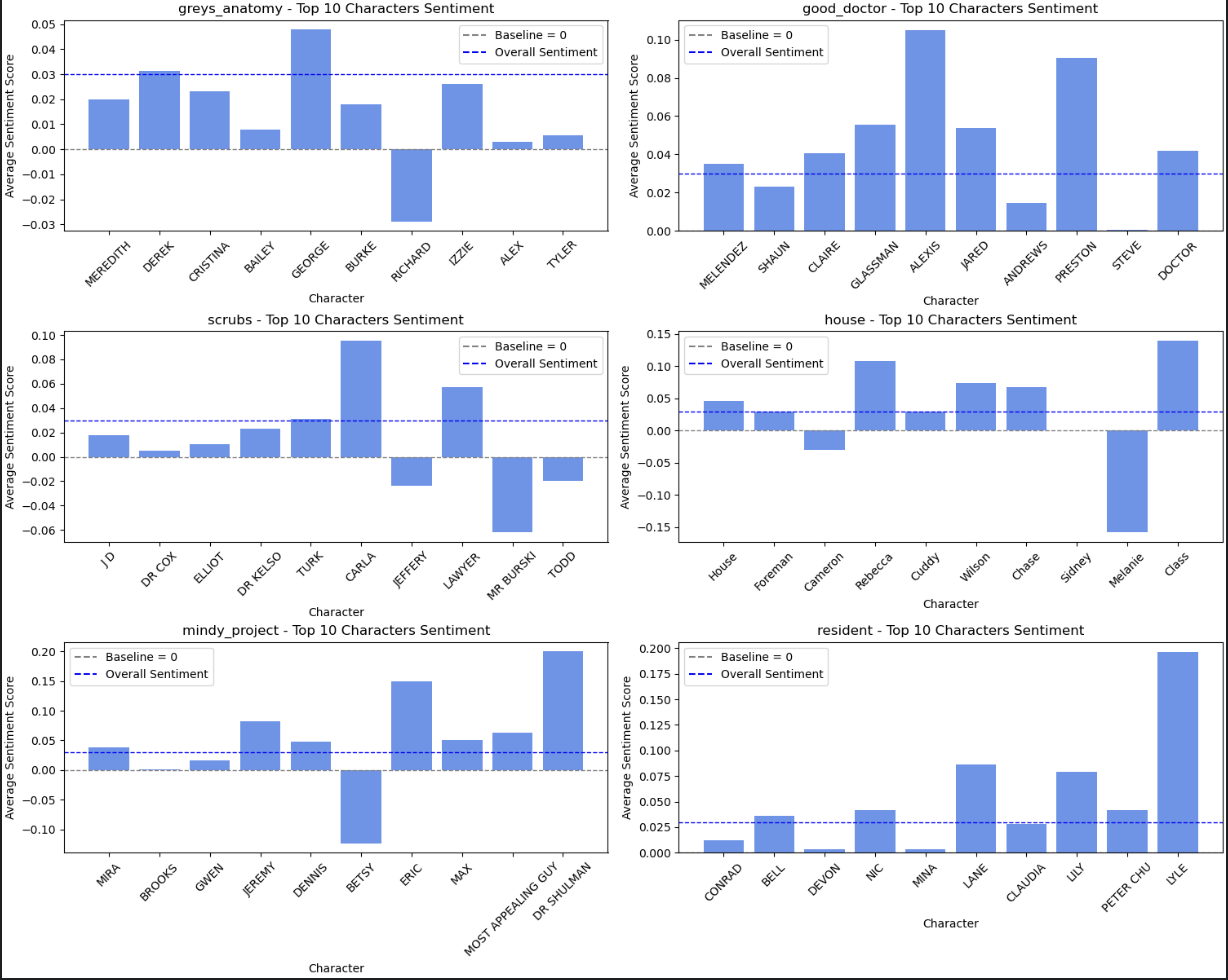 greys_anatomy - Top 10 Characters Sentiment
Average Sentiment Score
0.05
0.04
0.03
0.02
0.01
0.00
−0.01
−0.02
−0.03
Baseline = 0
Overall Sentiment
MEREDITH
DEREK
CRISTINA
BAILEY
GEORGE
BURKE
RICHARD
IZZIE
ALEX
TYLER
Character
good_doctor - Top 10 Characters Sentiment
Average Sentiment Score
0.10
0.08
0.06
0.04
0.02
0.00
Baseline = 0
Overall Sentiment
MELENDEZ
SHAUN
CLAIRE
GLASSMAN
ALEXIS
JARED
ANDREWS
PRESTON
STEVE
DOCTOR
Character
scrubs - Top 10 Characters Sentiment
Average Sentiment Score
0.10
0.08
0.06
0.04
0.02
0.00
−0.02
−0.04
−0.06
Baseline = 0
Overall Sentiment
J D
DR COX
ELLIOT
DR KELSO
TURK
CARLA
JEFFERY
LAWYER
MR BURSKI
TODD
Character
house - Top 10 Characters Sentiment
Average Sentiment Score
0.15
0.10
0.05
0.00
−0.05
−0.10
−0.15
Baseline = 0
Overall Sentiment
House
Foreman
Cameron
Rebecca
Cuddy
Wilson
Chase
Sidney
Melanie
Class
Character
mindy_project - Top 10 Characters Sentiment
Average Sentiment Score
0.20
0.15
0.10
0.05
0.00
−0.05
−0.10
Baseline = 0
Overall Sentiment
MIRA
BROOKS
GWEN
JEREMY
DENNIS
BETSY
ERIC
MAX
MOST APPEALING GUY
DR SHULMAN
Character
resident - Top 10 Characters Sentiment
Average Sentiment Score
0.200
0.175
0.150
0.125
0.100
0.075
0.050
0.025
0.000
Baseline = 0
Overall Sentiment
CONRAD
BELL
DEVON
NIC
MINA
LANE
CLAUDIA
LILY
PETER CHU
LYLE
Character